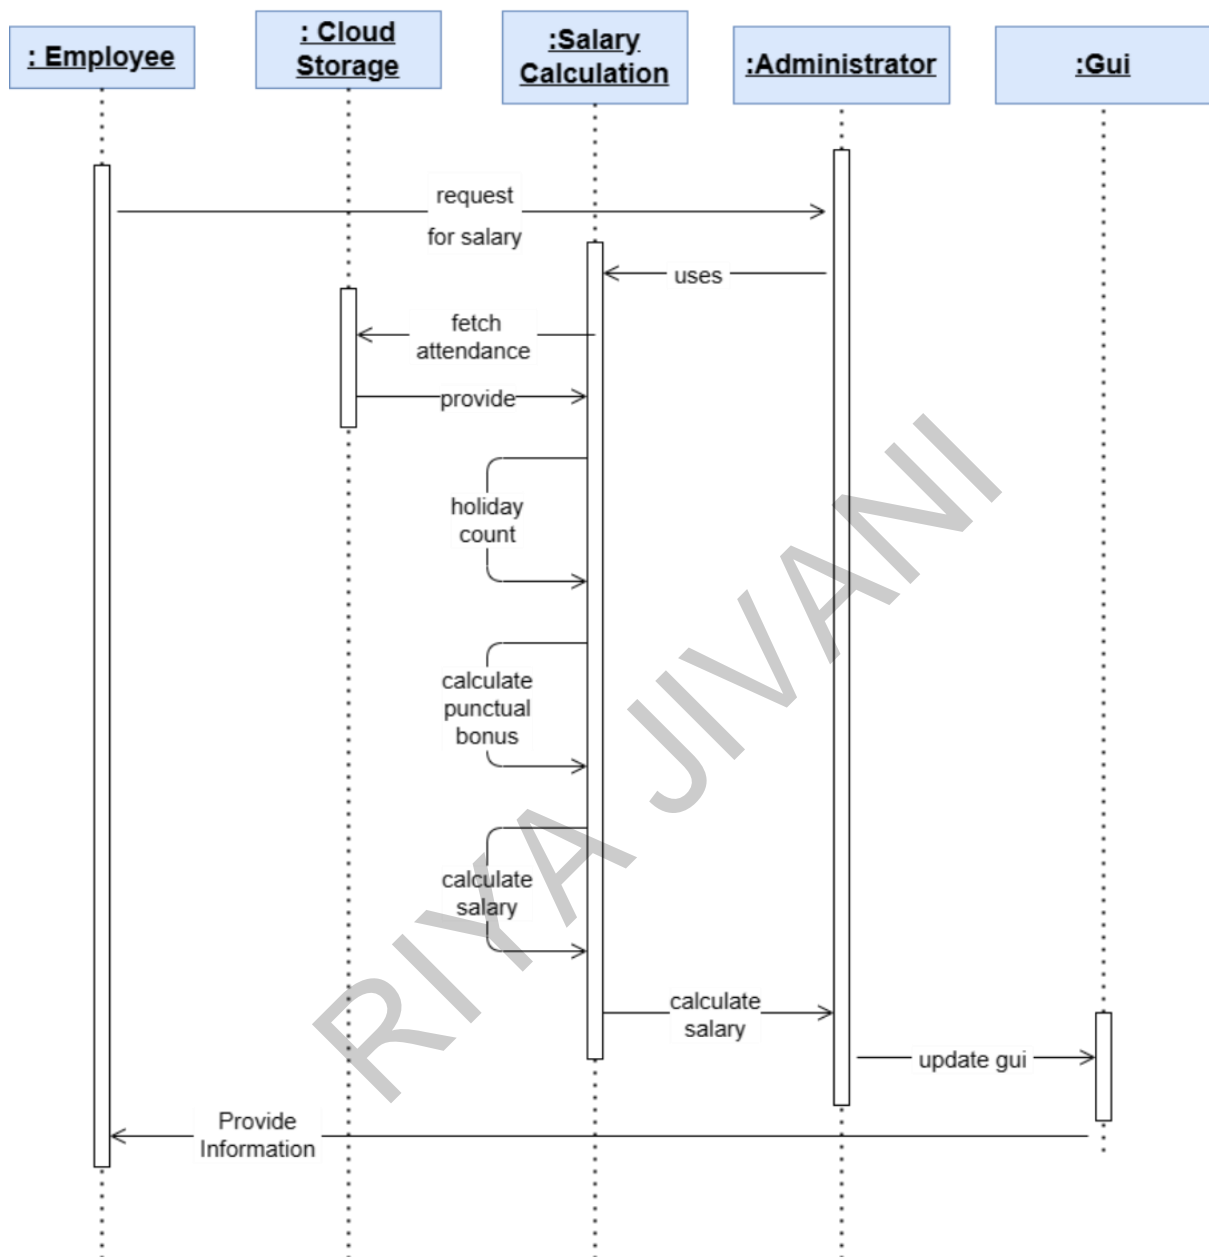 : Employee
: Cloud
Storage
:Salary
Calculation
:Administrator
:Gui
request
for salary
uses
fetch
attendance
provide
holiday
count
calculate
punctual
bonus
calculate
salary
calculate
salary
update gui
Provide
Information
RIYA JIVANI